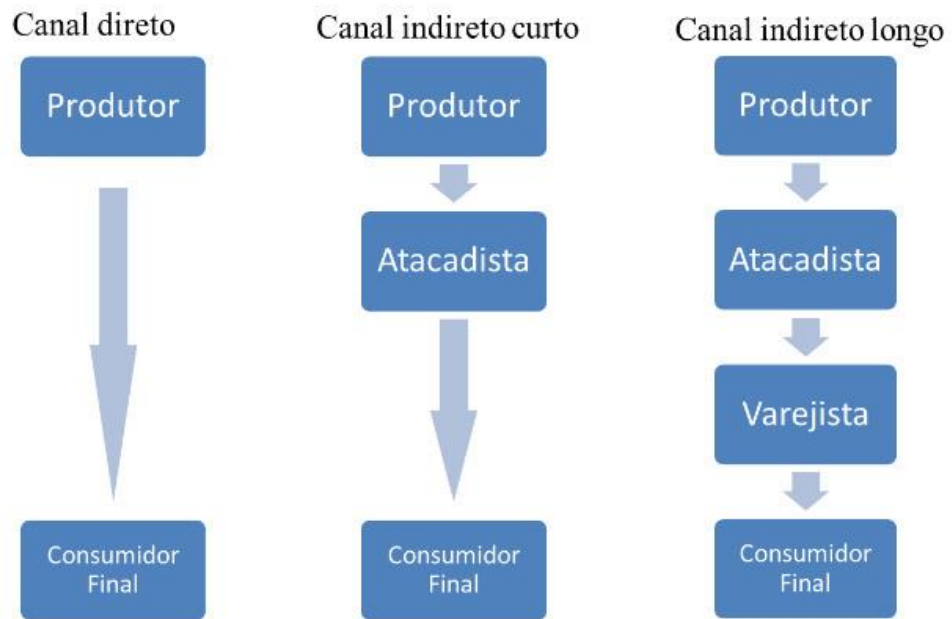 Canal direto
Produtor
Consumidor
Final
Canal indireto curto
Produtor
Atacadista
Consumidor
Final
Canal indireto longo
Produtor
Atacadista
Varejista
Consumidor
Final